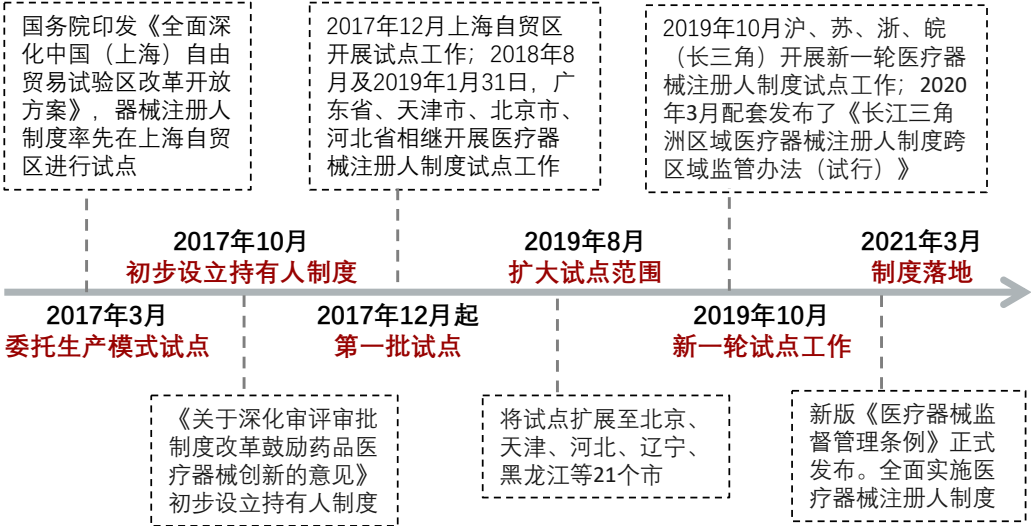 国务院印发《全面深
化中国（上海）自由
贸易试验区改革开放
方案》，器械注册人
制度率先在上海自贸
区进行试点
2017年12月上海自贸区
开展试点工作；2018年8
月及2019年1月31日，广
东省、天津市、北京市、
河北省相继开展医疗器
械注册人制度试点工作
2019年10月沪、苏、浙、皖
（长三角）开展新一轮医疗器
械注册人制度试点工作；2020
年3月配套发布了《长江三角
洲区域医疗器械注册人制度跨
区域监管办法（试行）》
2017年10月
初步设立持有人制度
2019年8月
扩大试点范围
2021年3月
制度落地
2017年3月
委托生产模式试点
2017年12月起
第一批试点
2019年10月
新一轮试点工作
《关于深化审评审批
制度改革鼓励药品医
疗器械创新的意见》
初步设立持有人制度
将试点扩展至北京、
天津、河北、辽宁、
黑龙江等21个市
新版《医疗器械监
督管理条例》正式
发布。全面实施医
疗器械注册人制度